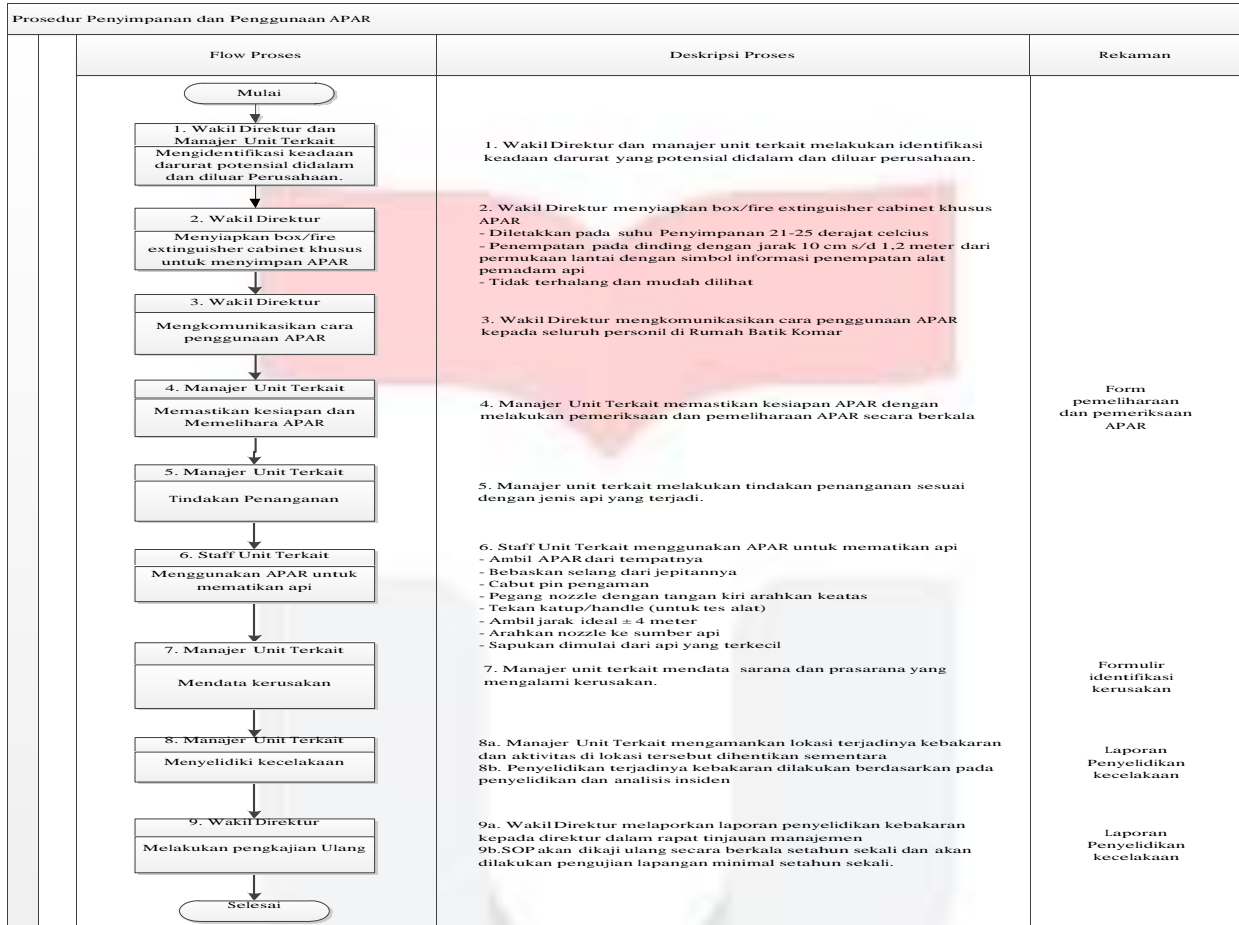 Prosedur Penyimpanan dan Penggunaan APAR
Flow Proses
Deskripsi Proses
Rekaman
Mulai
1. Wakil Direktur dan
Manajer Unit Terkait
Mengidentifikasi keadaan
darurat potensial didalam
dan diluar Perusahaan.
1. Wakil Direktur dan manajer unit terkait melakukan identifikasi
keadaan darurat yang potensial didalam dan diluar perusahaan.
2. Wakil Direktur
Menyiapkan box/fire
extinguisher cabinet khusus
untuk menyimpan APAR
2. Wakil Direktur menyiapkan box/fire extinguisher cabinet khusus
APAR
- Diletakkan pada suhu Penyimpanan 21-25 derajat celcius
- Penempatan pada dinding dengan jarak 10 cm s/d 1,2 meter dari
permukaan lantai dengan simbol informasi penempatan alat
pemadam api
- Tidak terhalang dan mudah dilihat
3. Wakil Direktur
Mengkomunikasikan cara
penggunaan APAR
3. Wakil Direktur mengkomunikasikan cara penggunaan APAR
kepada seluruh personil di Rumah Batik Komar
4. Manajer Unit Terkait
Memastikan kesiapan dan
Memelihara APAR
4. Manajer Unit Terkait memastikan kesiapan APAR dengan
melakukan pemeriksaan dan pemeliharaan APAR secara berkala
Form
pemeliharaan
dan pemeriksaan
APAR
5. Manajer Unit Terkait
Tindakan Penanganan
5. Manajer unit terkait melakukan tindakan penanganan sesuai
dengan jenis api yang terjadi.
6. Staff Unit Terkait
Menggunakan APAR untuk
mematikan api
6. Staff Unit Terkait menggunakan APAR untuk mematikan api
- Ambil APAR dari tempatnya
- Bebaskan selang dari jepitannya
- Cabut pin pengaman
- Pegang nozzle dengan tangan kiri arahkan keatas
- Tekan katup/handle (untuk tes alat)
- Ambil jarak ideal ± 4 meter
- Arahkan nozzle ke sumber api
- Sapukan dimulai dari api yang terkecil
7. Manajer Unit Terkait
Mendata kerusakan
7. Manajer unit terkait mendata sarana dan prasarana yang
mengalami kerusakan.
Formulir
identifikasi
kerusakan
8. Manajer Unit Terkait
Menyelidiki kecelakaan
8a. Manajer Unit Terkait mengamankan lokasi terjadinya kebakaran
dan aktivitas di lokasi tersebut dihentikan sementara
8b. Penyelidikan terjadinya kebakaran dilakukan berdasarkan pada
penyelidikan dan analisis insiden
Laporan
Penyelidikan
kecelakaan
9. Wakil Direktur
Melakukan pengkajian Ulang
9a. Wakil Direktur melaporkan laporan penyelidikan kebakaran
kepada direktur dalam rapat tinjauan manajemen
9b.SOP akan dikaji ulang secara berkala setahun sekali dan akan
dilakukan pengujian lapangan minimal setahun sekali.
Laporan
Penyelidikan
kecelakaan
Selesai